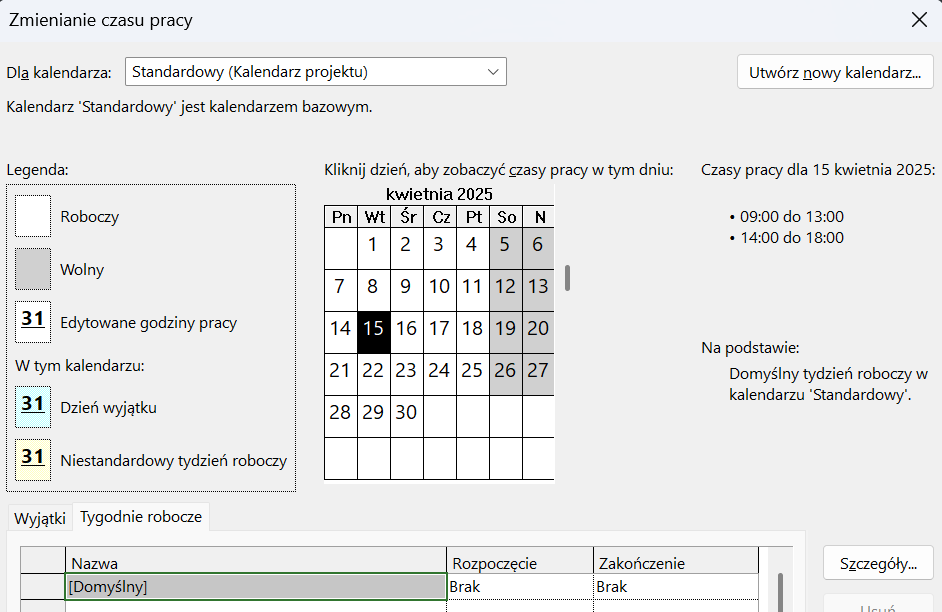 Zmienianie czasu pracy
Dla kalendarza:
Standardowy (Kalendarz projektu)
Utwórz nowy kalendarz...
Kalendarz 'Standardowy' jest kalendarzem bazowym.
Legenda:
Roboczy
Wolny
31
Edytowane godziny pracy
W tym kalendarzu:
31
Dzień wyjątku
31
Niestandardowy tydzień roboczy
Kliknij dzień, aby zobaczyć czasy pracy w tym dniu:
kwietnia 2025
Pn Wt Śr Cz Pt So N
1 2 3 4 5 6
7 8 9 10 11 12 13
14 15 16 17 18 19 20
21 22 23 24 25 26 27
28 29 30
Czasy pracy dla 15 kwietnia 2025:
• 09:00 do 13:00
• 14:00 do 18:00
Na podstawie:
Domyślny tydzień roboczy w
kalendarzu 'Standardowy'.
Wyjątki
Tygodnie robocze
Nazwa Rozpoczęcie Zakończenie
[Domyślny] Brak Brak
Szczegóły...
Usuń